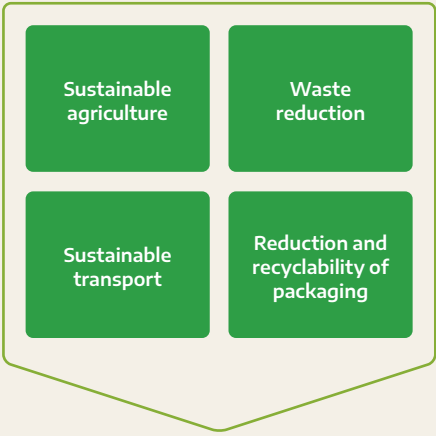 Sustainable
agriculture
Waste
reduction
Sustainable
transport
Reduction and
recyclability of
packaging